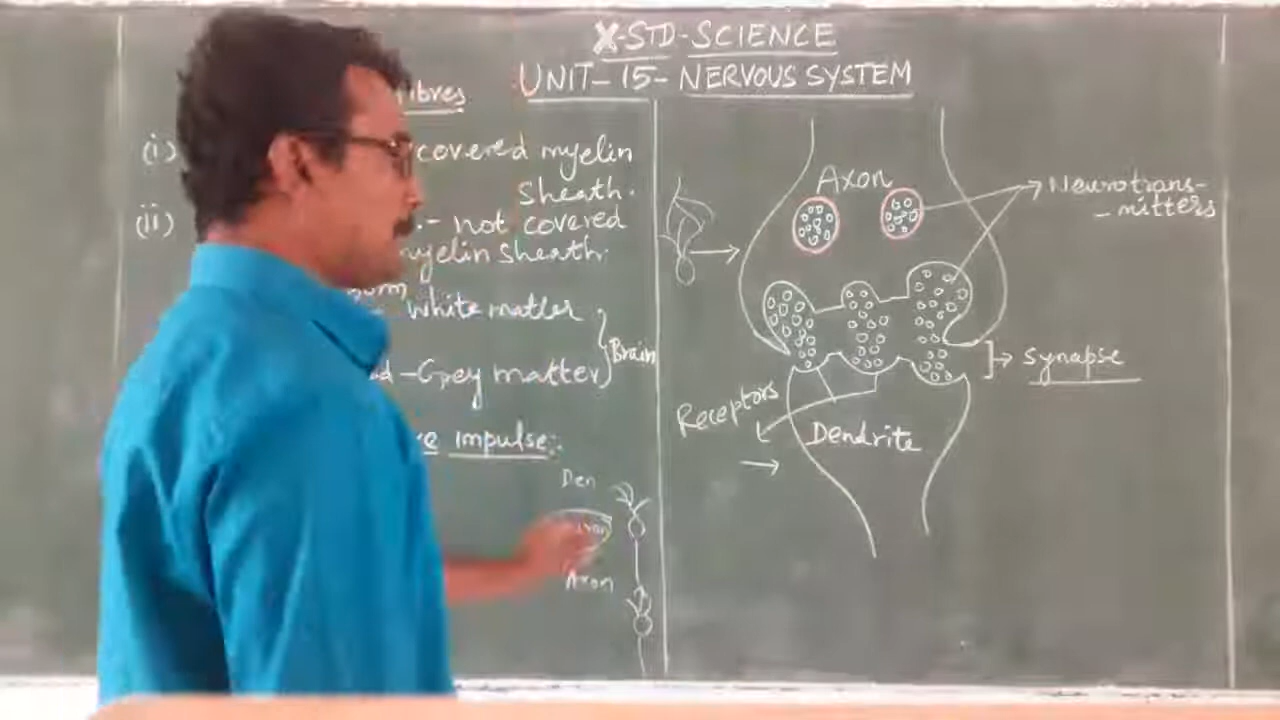 X-STD-SCIENCE
UNIT-15-NERVOUS SYSTEM
ibres
(i) covered myelin
sheath.
(ii) - not covered
myelin sheath.
White matter
-Grey matter
Brain
impulse:
Den
Axon
Axon
Neurotrans-
-mitters
Synapse
Receptors
Dendrite